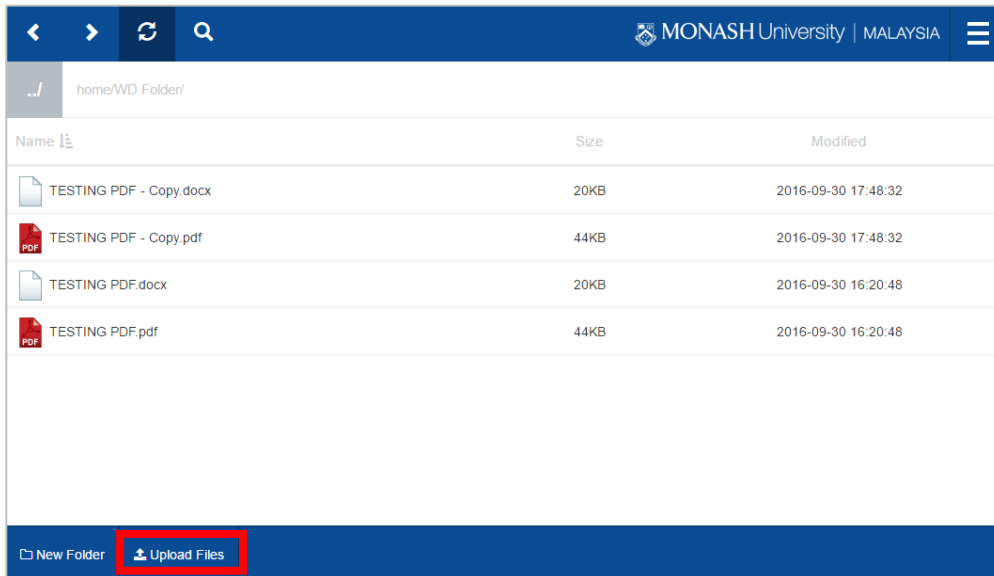 MONASH University | MALAYSIA
../ home/WD Folder/
Name Size Modified
TESTING PDF - Copy.docx 20KB 2016-09-30 17:48:32
PDF TESTING PDF - Copy.pdf 44KB 2016-09-30 17:48:32
TESTING PDF.docx 20KB 2016-09-30 16:20:48
PDF TESTING PDF.pdf 44KB 2016-09-30 16:20:48
New Folder Upload Files